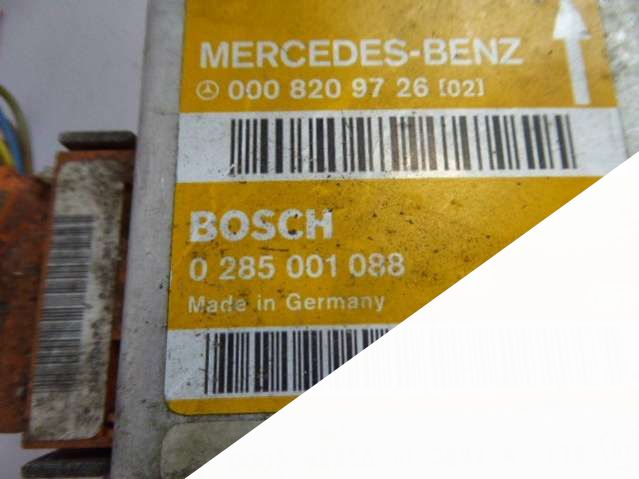 MERCEDES-BENZ
000 820 97 26 [02]
BOSCH
0 285 001 088
Made in Germany